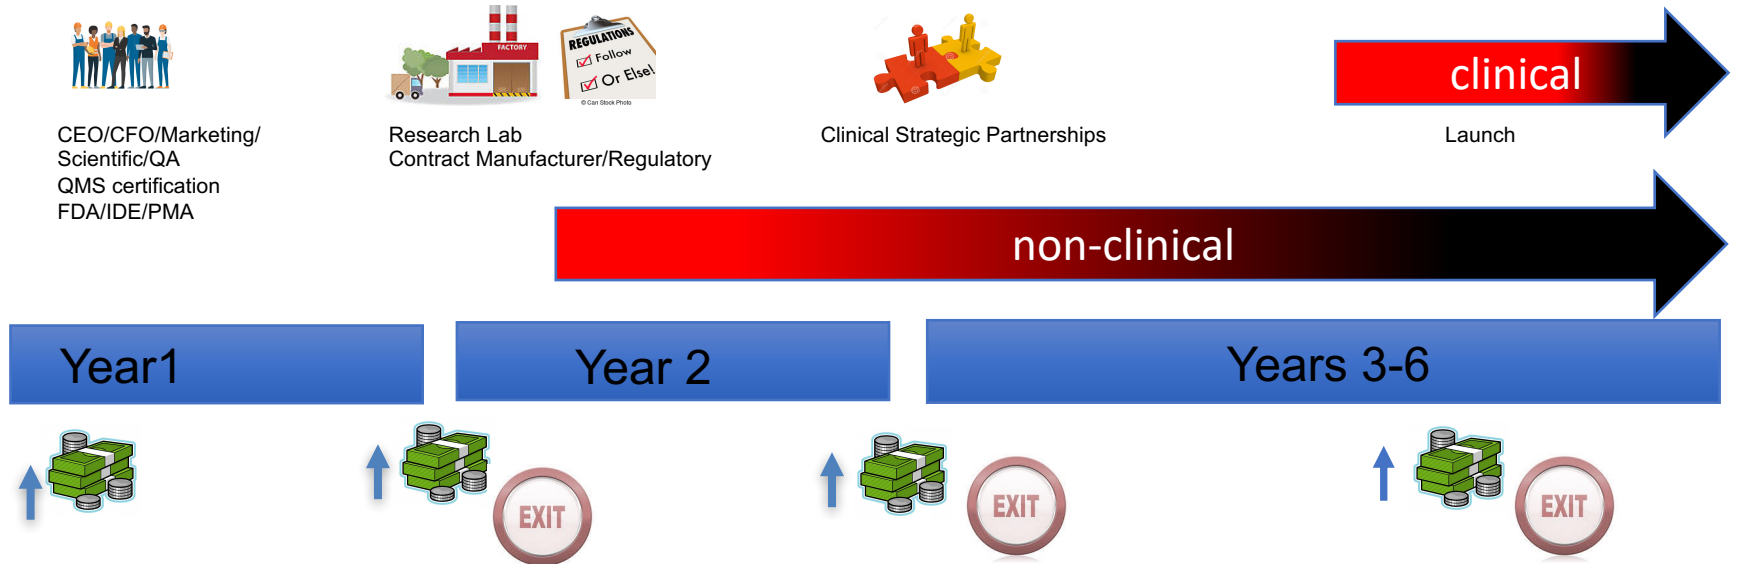 FACTORY
REGULATIONS
Follow
Or Else!
© Can Stock Photo
clinical
CEO/CFO/Marketing/
Scientific/QA
QMS certification
FDA/IDE/PMA
Research Lab
Contract Manufacturer/Regulatory
Clinical Strategic Partnerships
Launch
non-clinical
Year1
Year 2
Years 3-6
EXIT
EXIT
EXIT